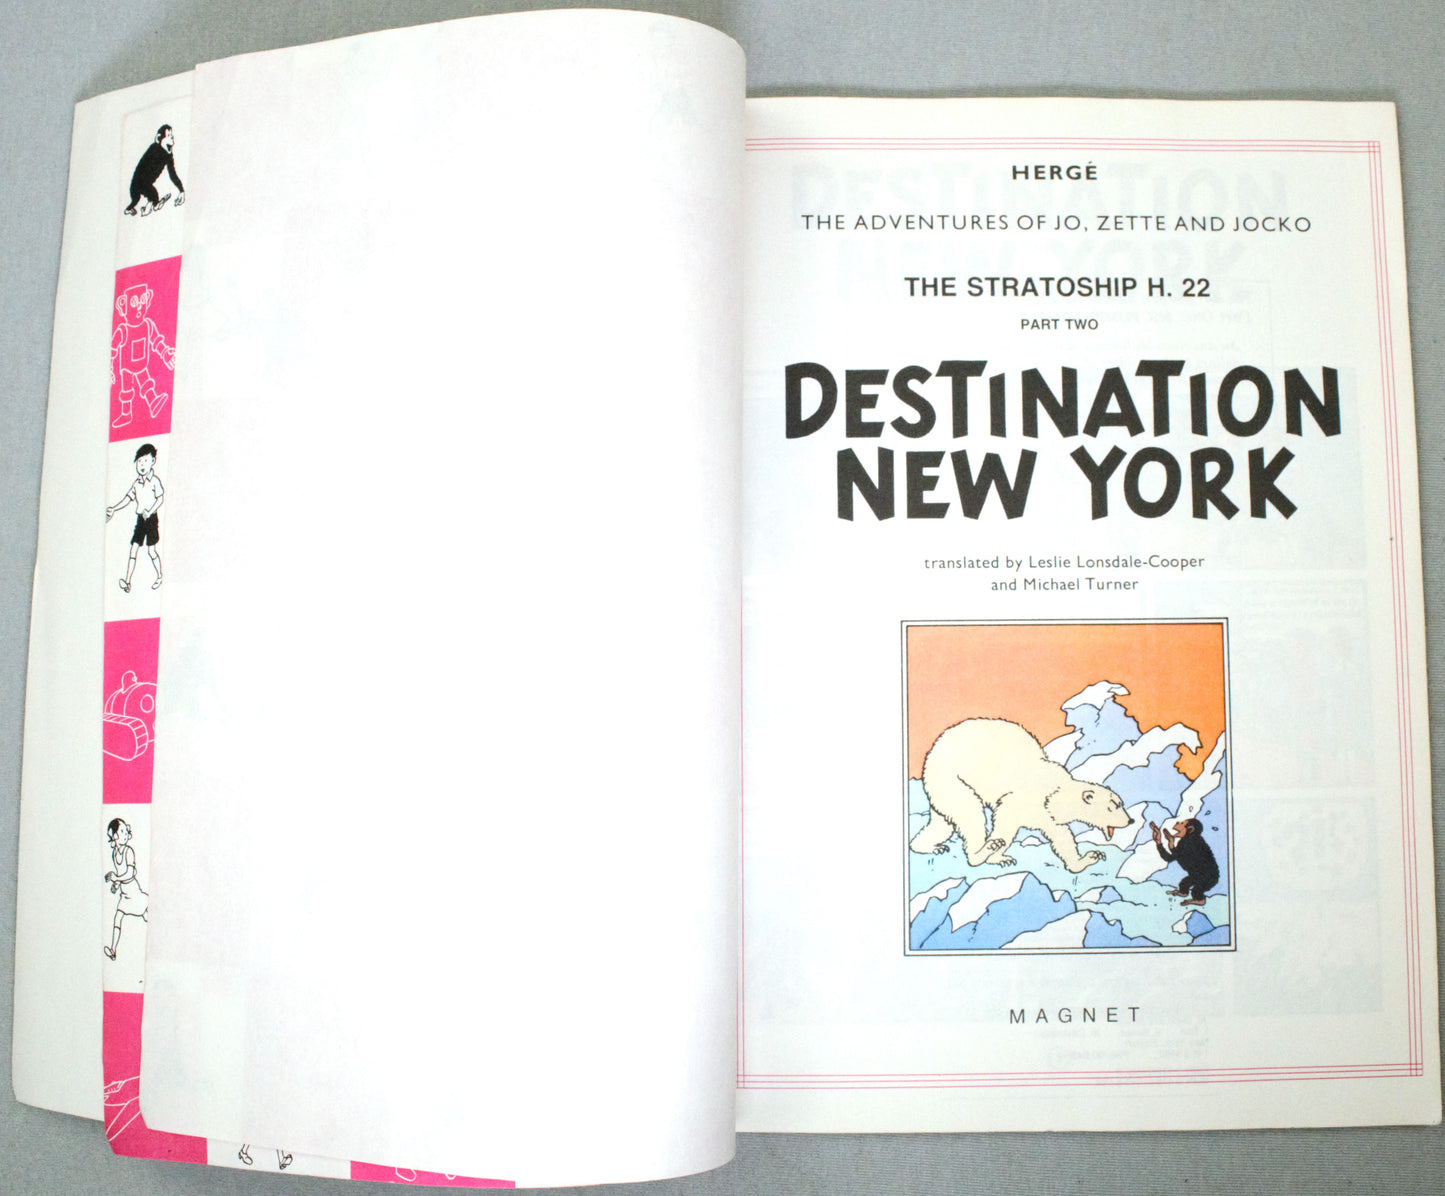 HERGÉ
THE ADVENTURES OF JO, ZETTE AND JOCKO
THE STRATOSHIP H. 22
PART TWO
DESTINATION
NEW YORK
translated by Leslie Lonsdale-Cooper
and Michael Turner
MAGNET